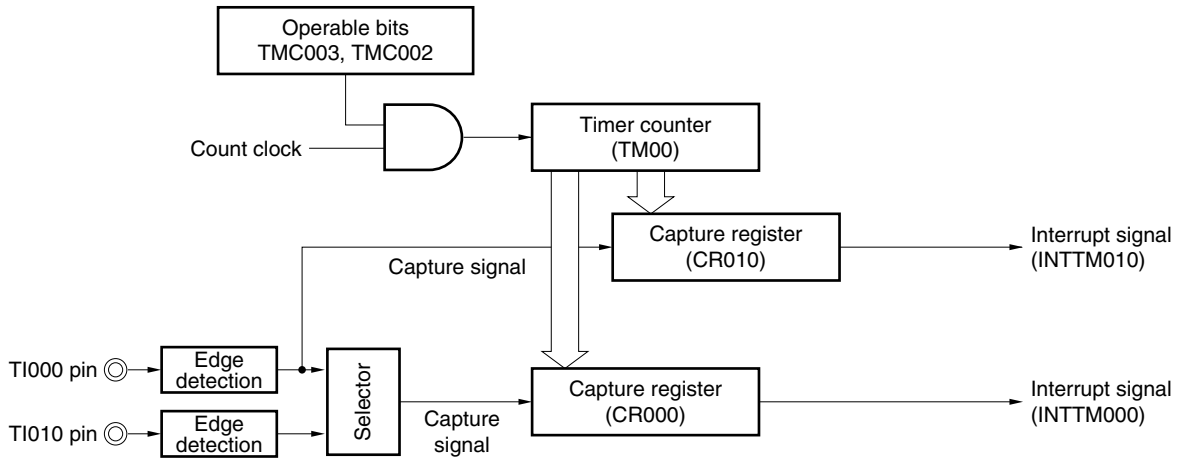 Operable bits
TMC003, TMC002
Count clock
Timer counter
(TM00)
Capture register
(CR010)
Interrupt signal
(INTTM010)
Capture signal
TI000 pin
Edge
detection
Selector
Capture register
(CR000)
Interrupt signal
(INTTM000)
TI010 pin
Edge
detection
Capture
signal